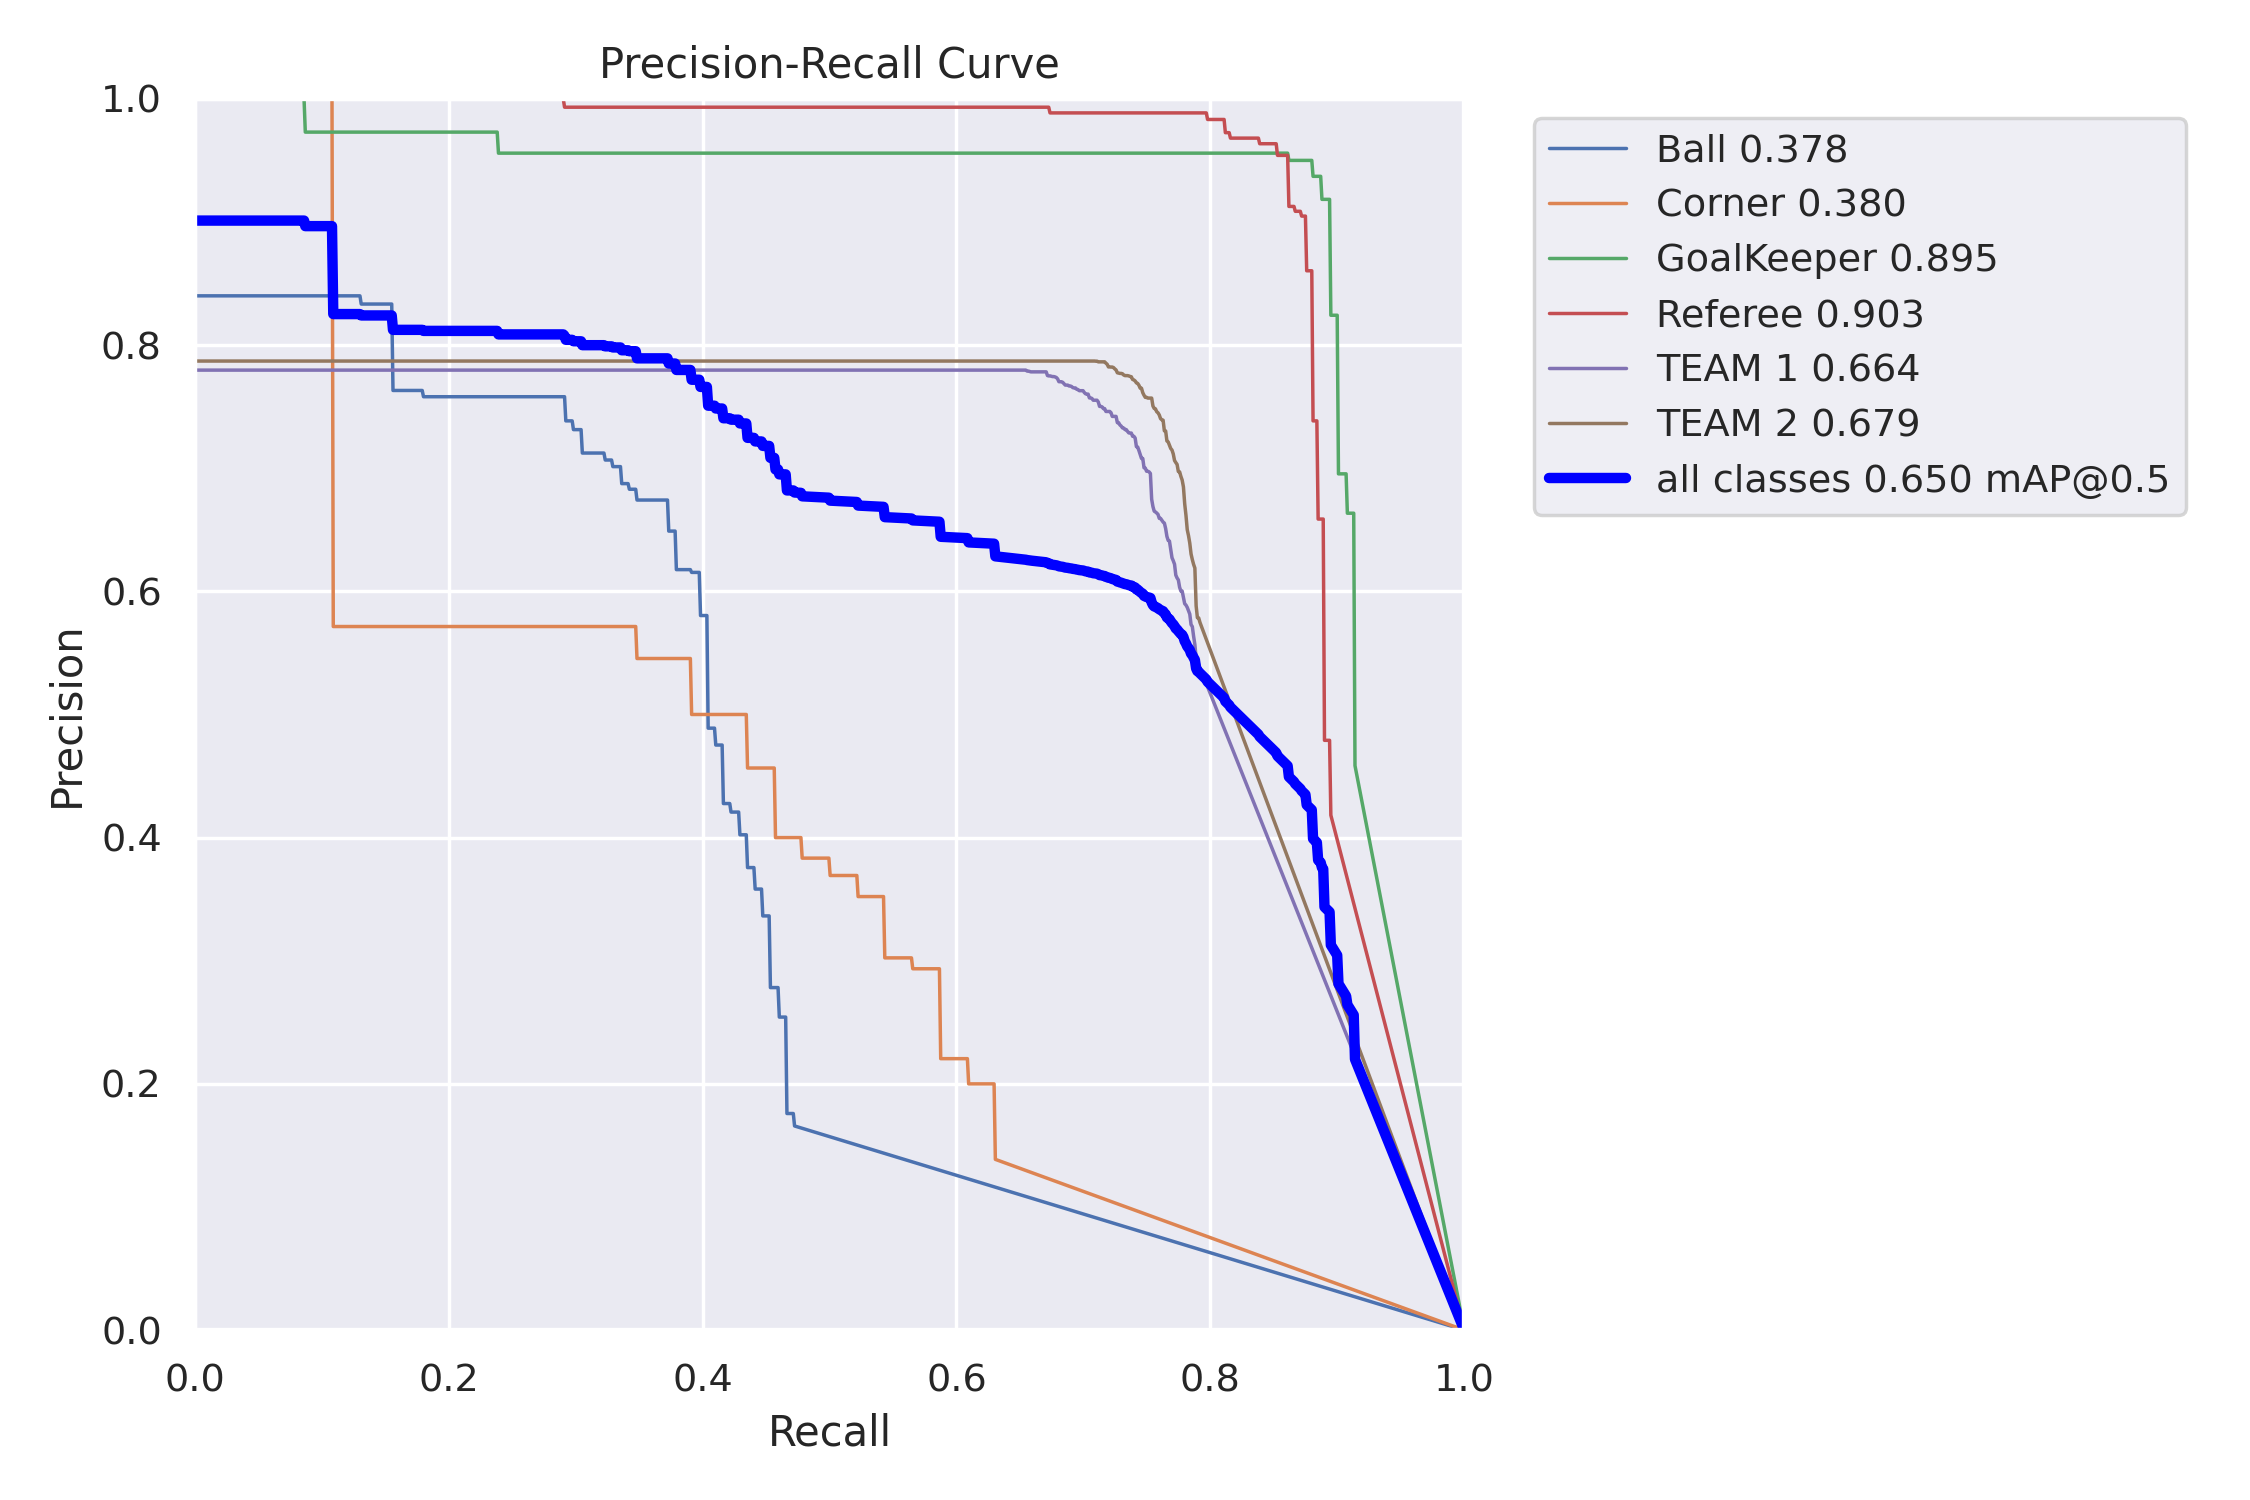 Precision-Recall Curve
1.0
0.8
0.6
0.4
0.2
0.0
Precision
0.0 0.2 0.4 0.6 0.8 1.0
Recall
Ball 0.378
Corner 0.380
GoalKeeper 0.895
Referee 0.903
TEAM 1 0.664
TEAM 2 0.679
all classes 0.650 mAP@0.5